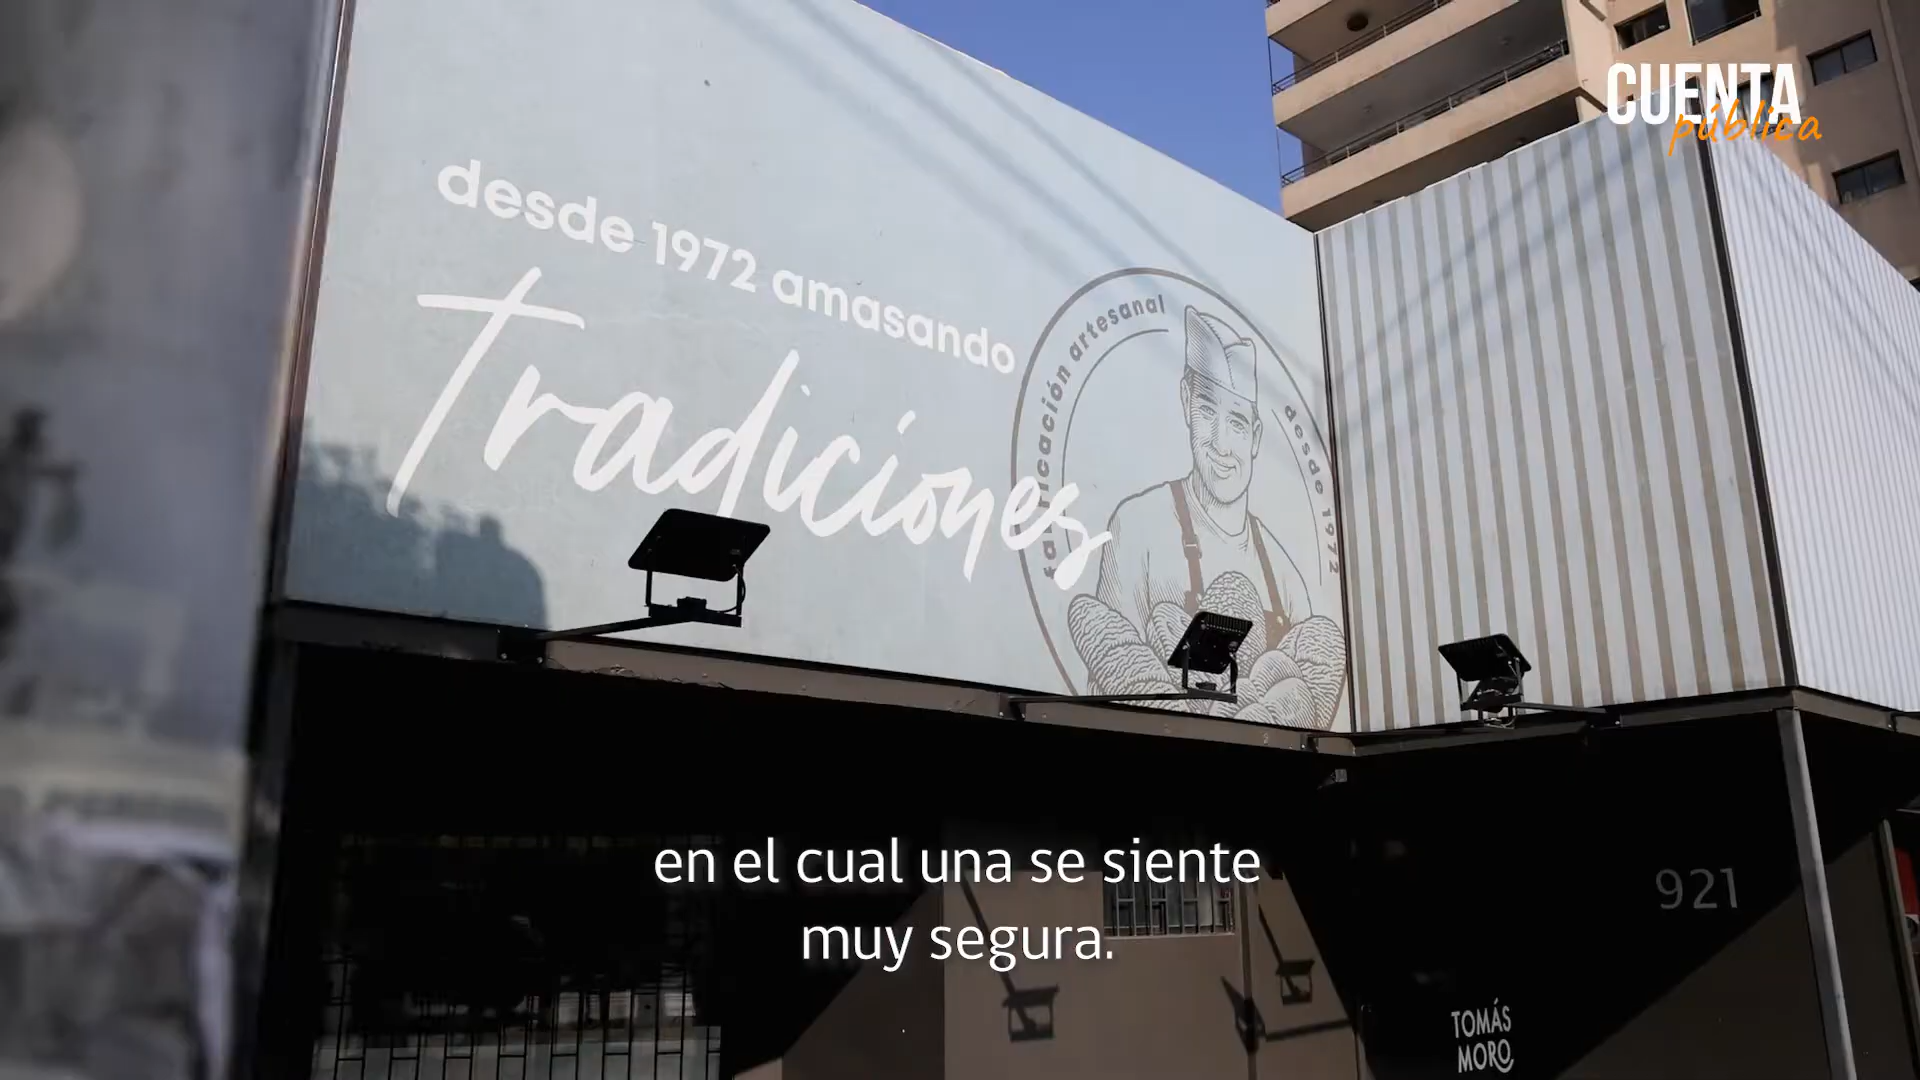 CUENTA
pública
desde 1972 amasando
Tradiciones
fabricación artesanal
desde 1972
en el cual una se siente
muy segura.
921
TOMÁS
MORO